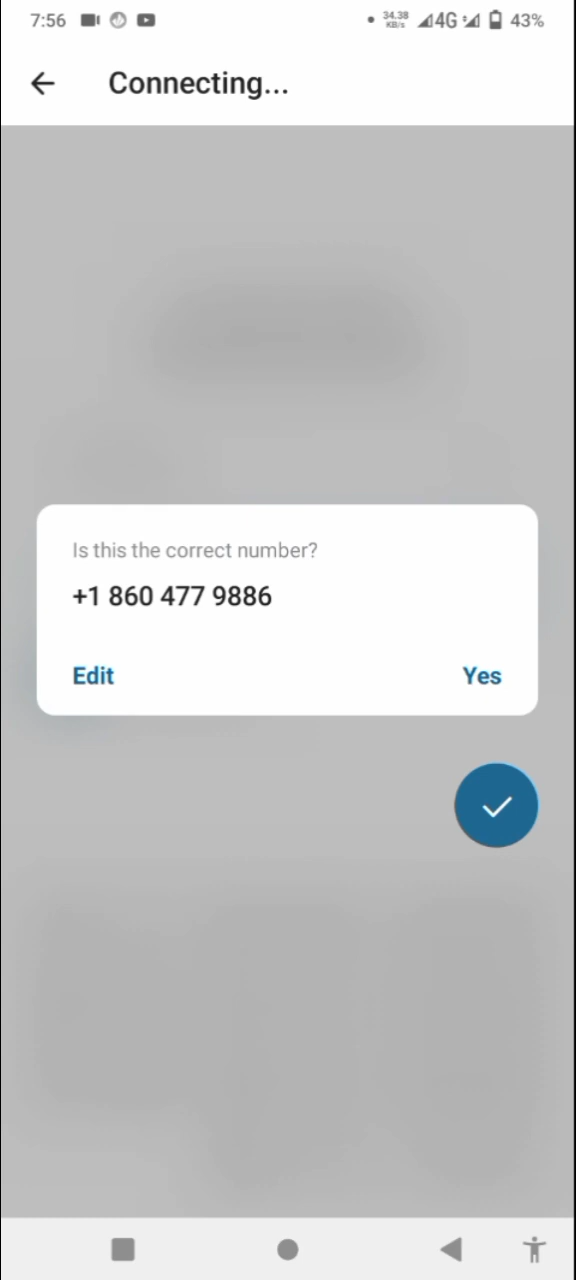 7:56 34.38 KB/s 4G 43%
Connecting...
Is this the correct number?
+1 860 477 9886
Edit Yes